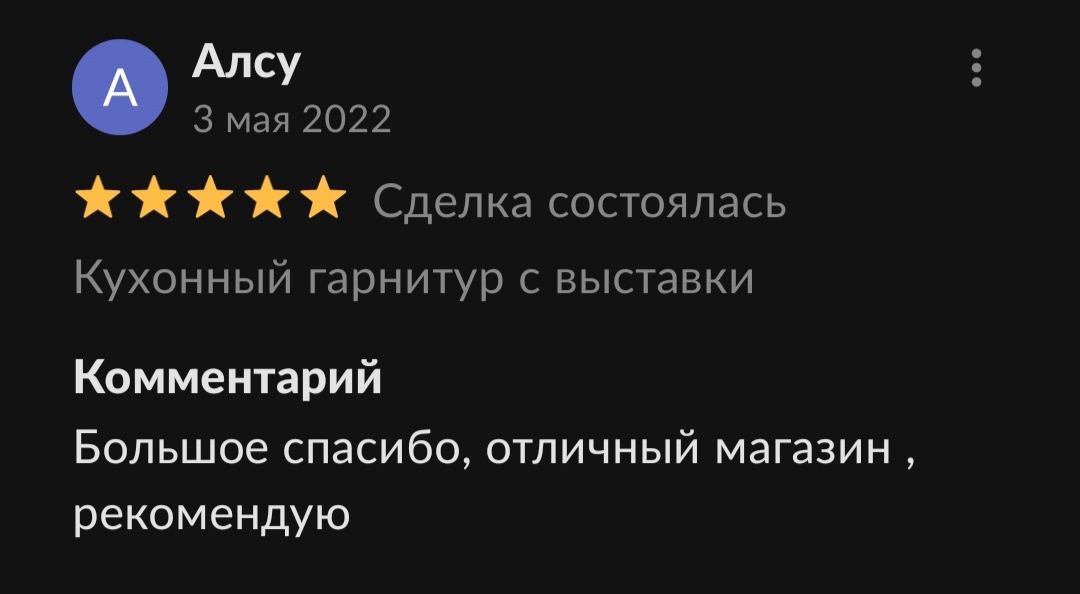 А
Алсу
3 мая 2022
Сделка состоялась
Кухонный гарнитур с выставки
Комментарий
Большое спасибо, отличный магазин ,
рекомендую